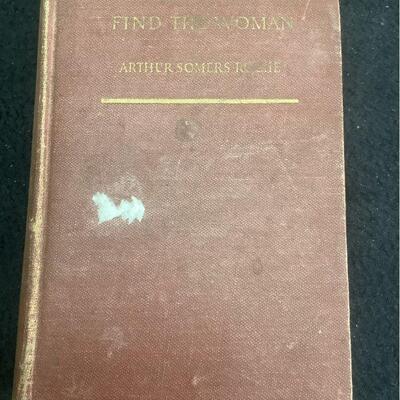 FIND THE WOMAN
ARTHUR SOMERS ROCHE